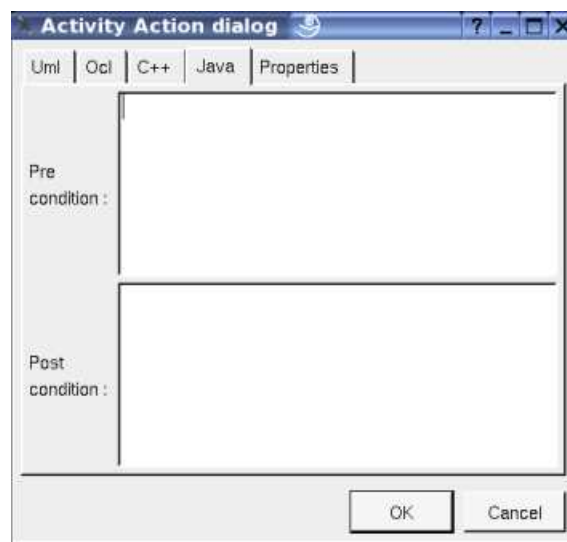 Activity Action dialog ? _ X
Uml Ocl C++ Java Properties
Pre
condition :
Post
condition :
OK Cancel